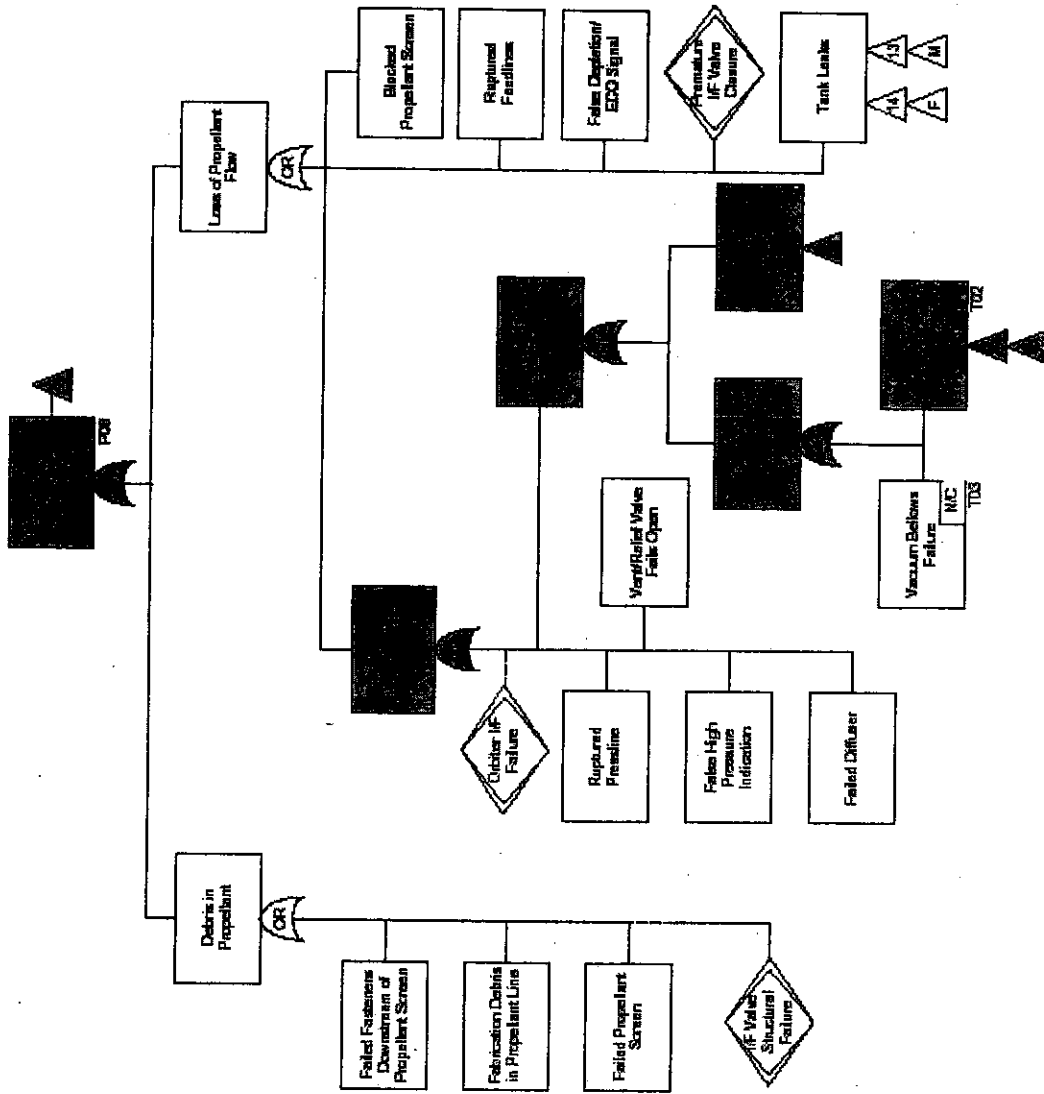 P08
Debris in
Propellant
OR
Failed Fasteners
Downstream of
Propellant Screen
Fabrication Debris
in Propellant Line
Failed Propellant
Screen
I/F Valve
Structural
Failure
Loss of Propellant
Flow
OR
Blocked
Propellant Screen
Ruptured
Feedlines
False Depletion/
ECO Signal
Premature
I/F Valve
Closure
Tank Leaks
14
13
F
M
Orbiter I/F
Failure
Ruptured
Pressline
False High
Pressure
Indication
Failed Diffuser
Vent/Relief Valve
Fails Open
Vacuum Bellows
Failure
N/C
T03
T02